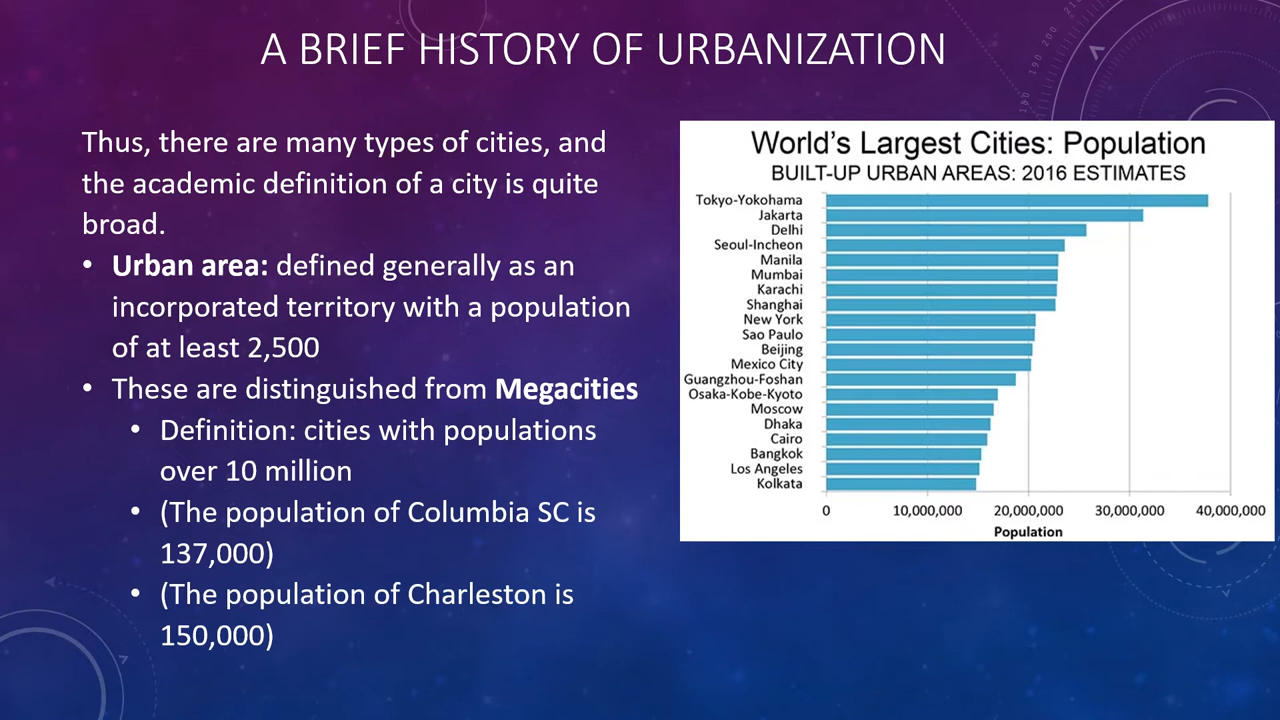 A BRIEF HISTORY OF URBANIZATION
Thus, there are many types of cities, and
the academic definition of a city is quite
broad.
• Urban area: defined generally as an
incorporated territory with a population
of at least 2,500
• These are distinguished from Megacities
• Definition: cities with populations
over 10 million
• (The population of Columbia SC is
137,000)
• (The population of Charleston is
150,000)
World's Largest Cities: Population
BUILT-UP URBAN AREAS: 2016 ESTIMATES
Tokyo-Yokohama
Jakarta
Delhi
Seoul-Incheon
Manila
Mumbai
Karachi
Shanghai
New York
Sao Paulo
Beijing
Mexico City
Guangzhou-Foshan
Osaka-Kobe-Kyoto
Moscow
Dhaka
Cairo
Bangkok
Los Angeles
Kolkata
0 10,000,000 20,000,000 30,000,000 40,000,000
Population
180 190 200 210